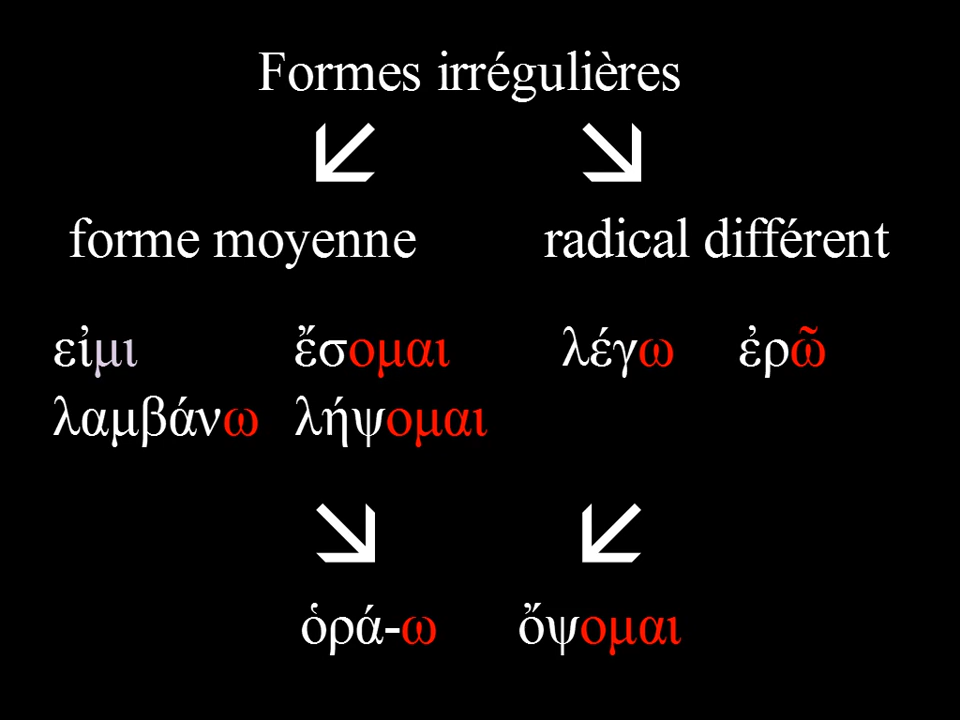 Formes irrégulières
forme moyenne radical différent
εἰμι ἔσομαι λέγω ἐρῶ
λαμβάνω λήψομαι
ὁρά-ω ὄψομαι